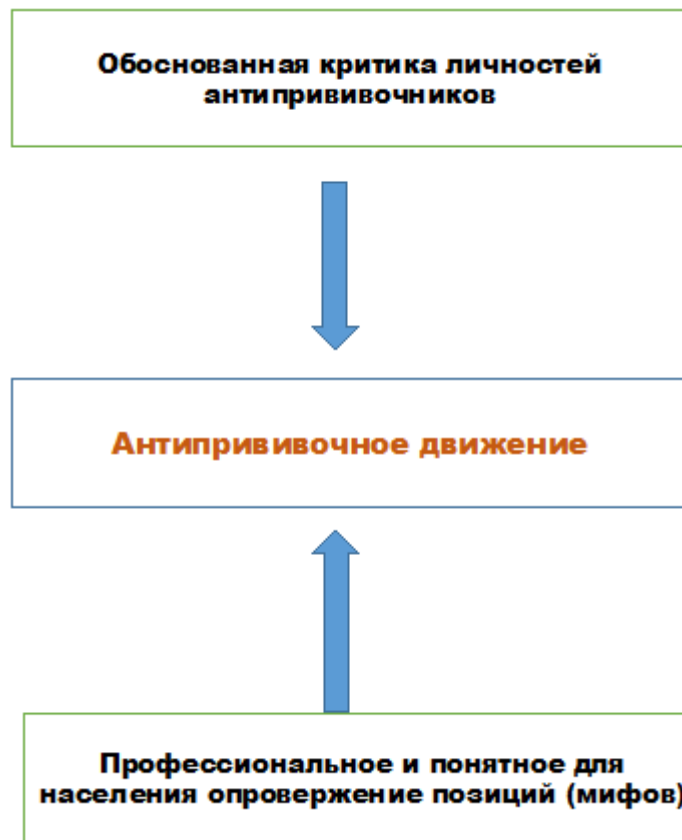 Обоснованная критика личностей
антипрививочников
Антипрививочное движение
Профессиональное и понятное для
населения опровержение позиций (мифов)